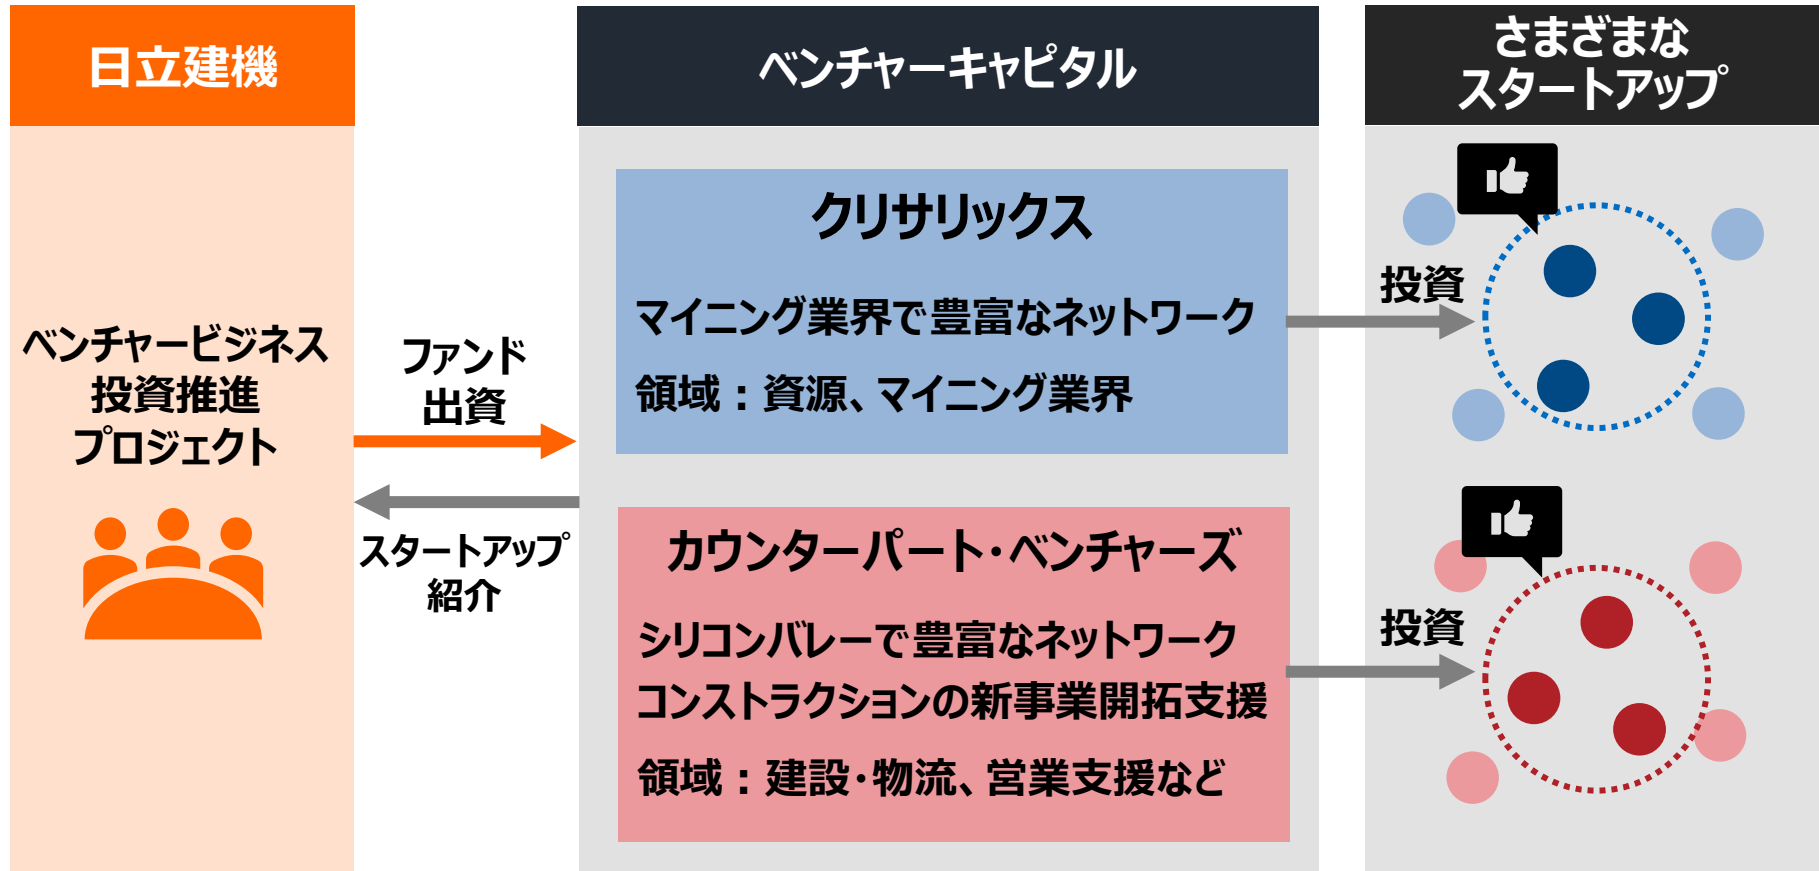 日立建機
ベンチャービジネス
投資推進
プロジェクト
ファンド
出資
スタートアップ
紹介
ベンチャーキャピタル
クリサリックス
マイニング業界で豊富なネットワーク
領域：資源、マイニング業界
カウンターパート・ベンチャーズ
シリコンバレーで豊富なネットワーク
コンストラクションの新事業開拓支援
領域：建設・物流、営業支援など
さまざまな
スタートアップ
投資
投資